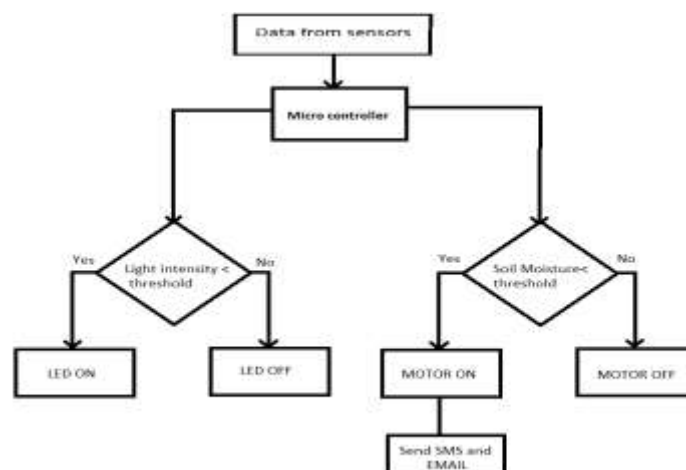 Data from sensors
Micro controller
Yes
Light intensity <
threshold
No
Yes
Soil Moisture<
threshold
No
LED ON
LED OFF
MOTOR ON
MOTOR OFF
Send SMS and
EMAIL